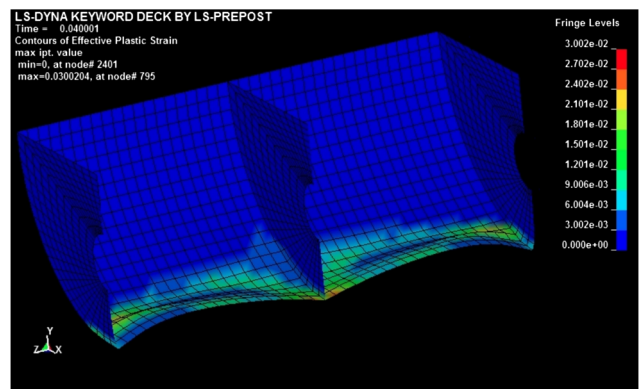 LS-DYNA KEYWORD DECK BY LS-PREPOST
Time = 0.040001
Contours of Effective Plastic Strain
max ipt. value
min=0, at node# 2401
max=0.0300204, at node# 795
Fringe Levels
3.002e-02
2.702e-02
2.402e-02
2.101e-02
1.801e-02
1.501e-02
1.201e-02
9.006e-03
6.004e-03
3.002e-03
0.000e+00
Y
Z X